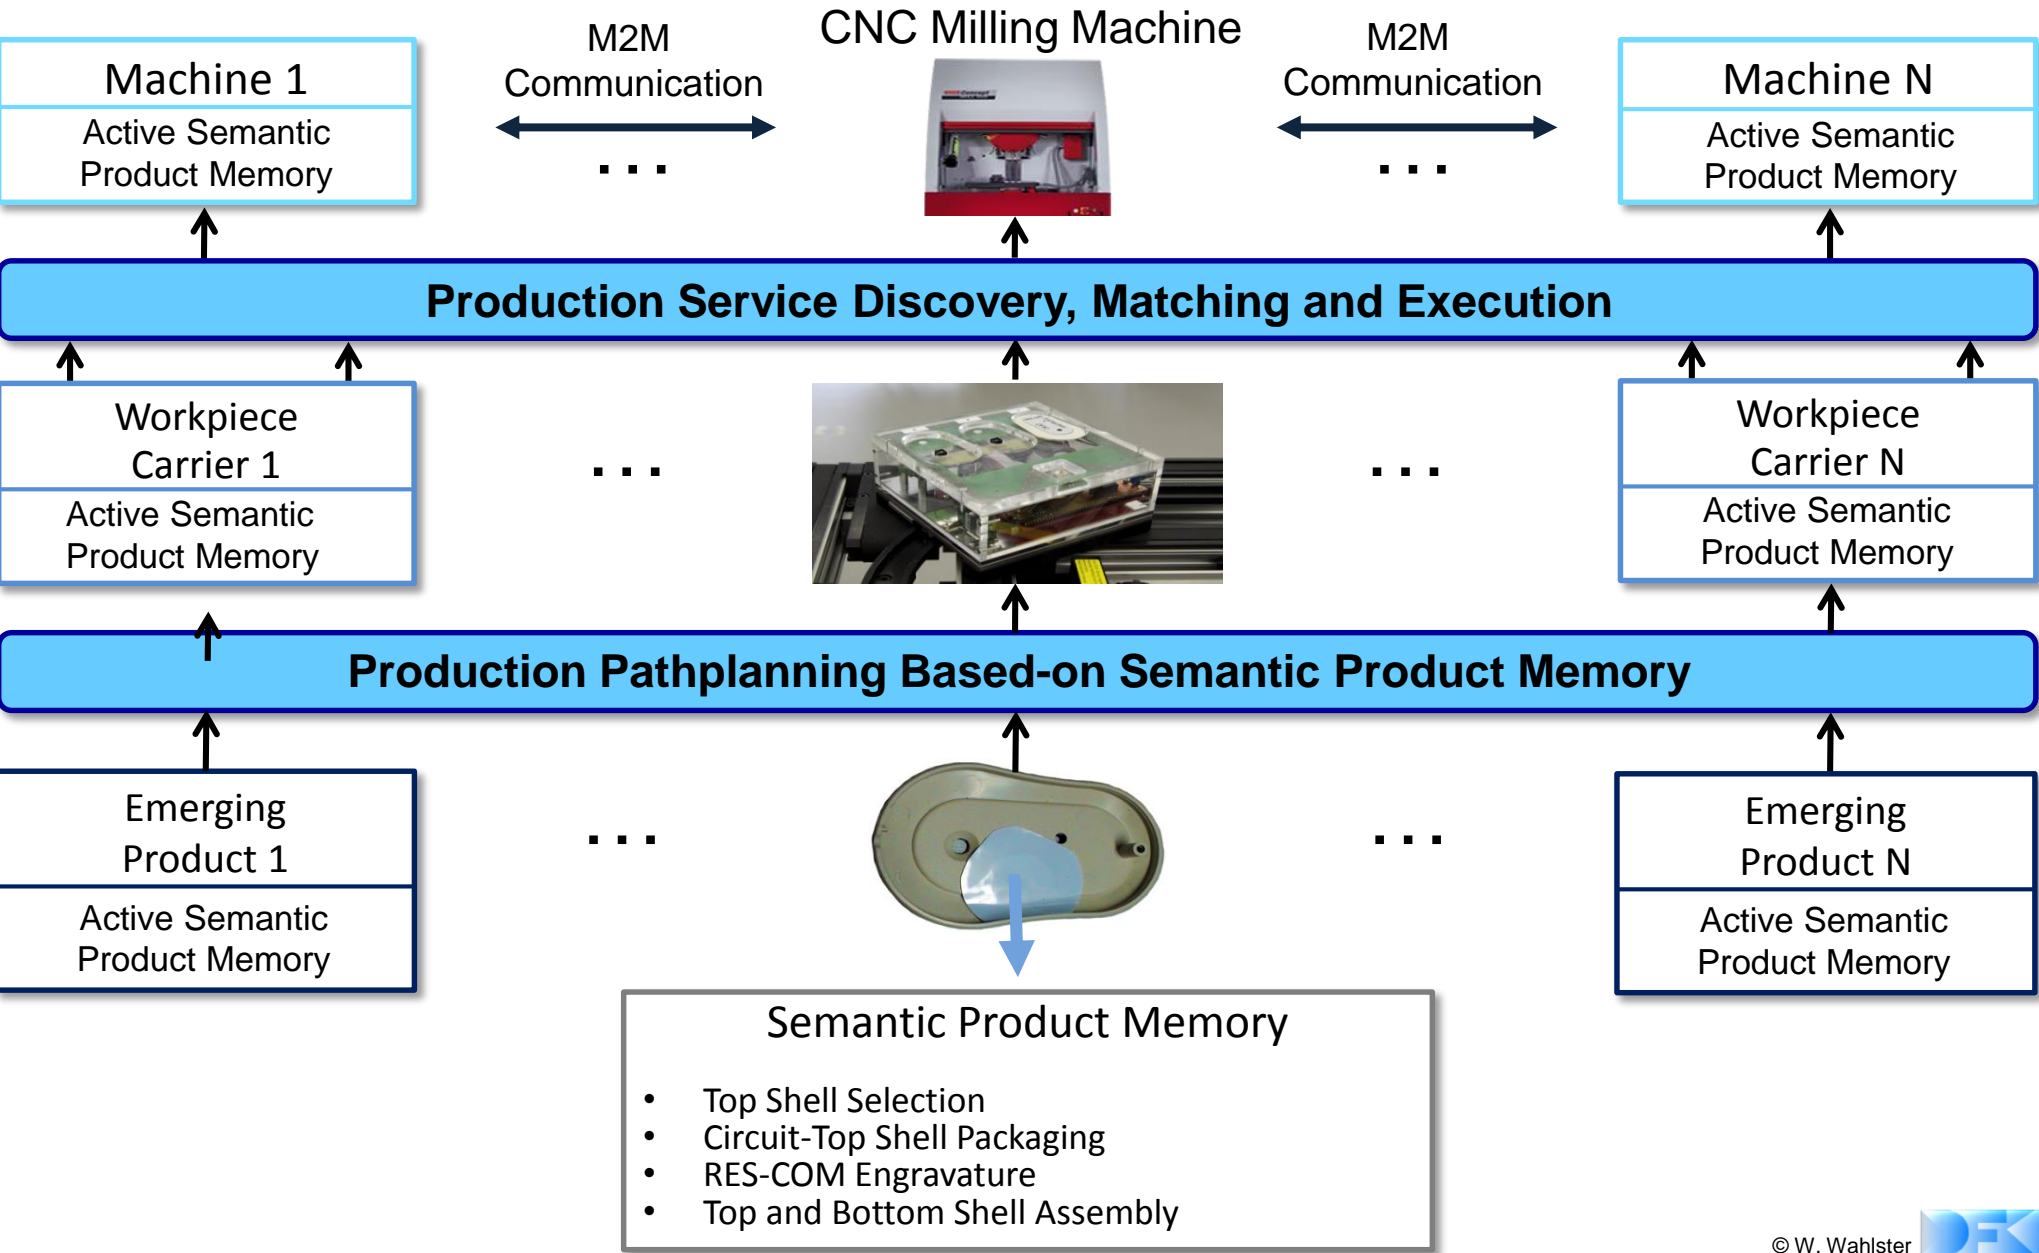 CNC Milling Machine
M2M
Communication
M2M
Communication
Machine 1
Active Semantic
Product Memory
. . .
. . .
Machine N
Active Semantic
Product Memory
Production Service Discovery, Matching and Execution
Workpiece
Carrier 1
Active Semantic
Product Memory
. . .
. . .
Workpiece
Carrier N
Active Semantic
Product Memory
Production Pathplanning Based-on Semantic Product Memory
Emerging
Product 1
Active Semantic
Product Memory
. . .
. . .
Emerging
Product N
Active Semantic
Product Memory
Semantic Product Memory
• Top Shell Selection
• Circuit-Top Shell Packaging
• RES-COM Engravature
• Top and Bottom Shell Assembly
© W. Wahlster